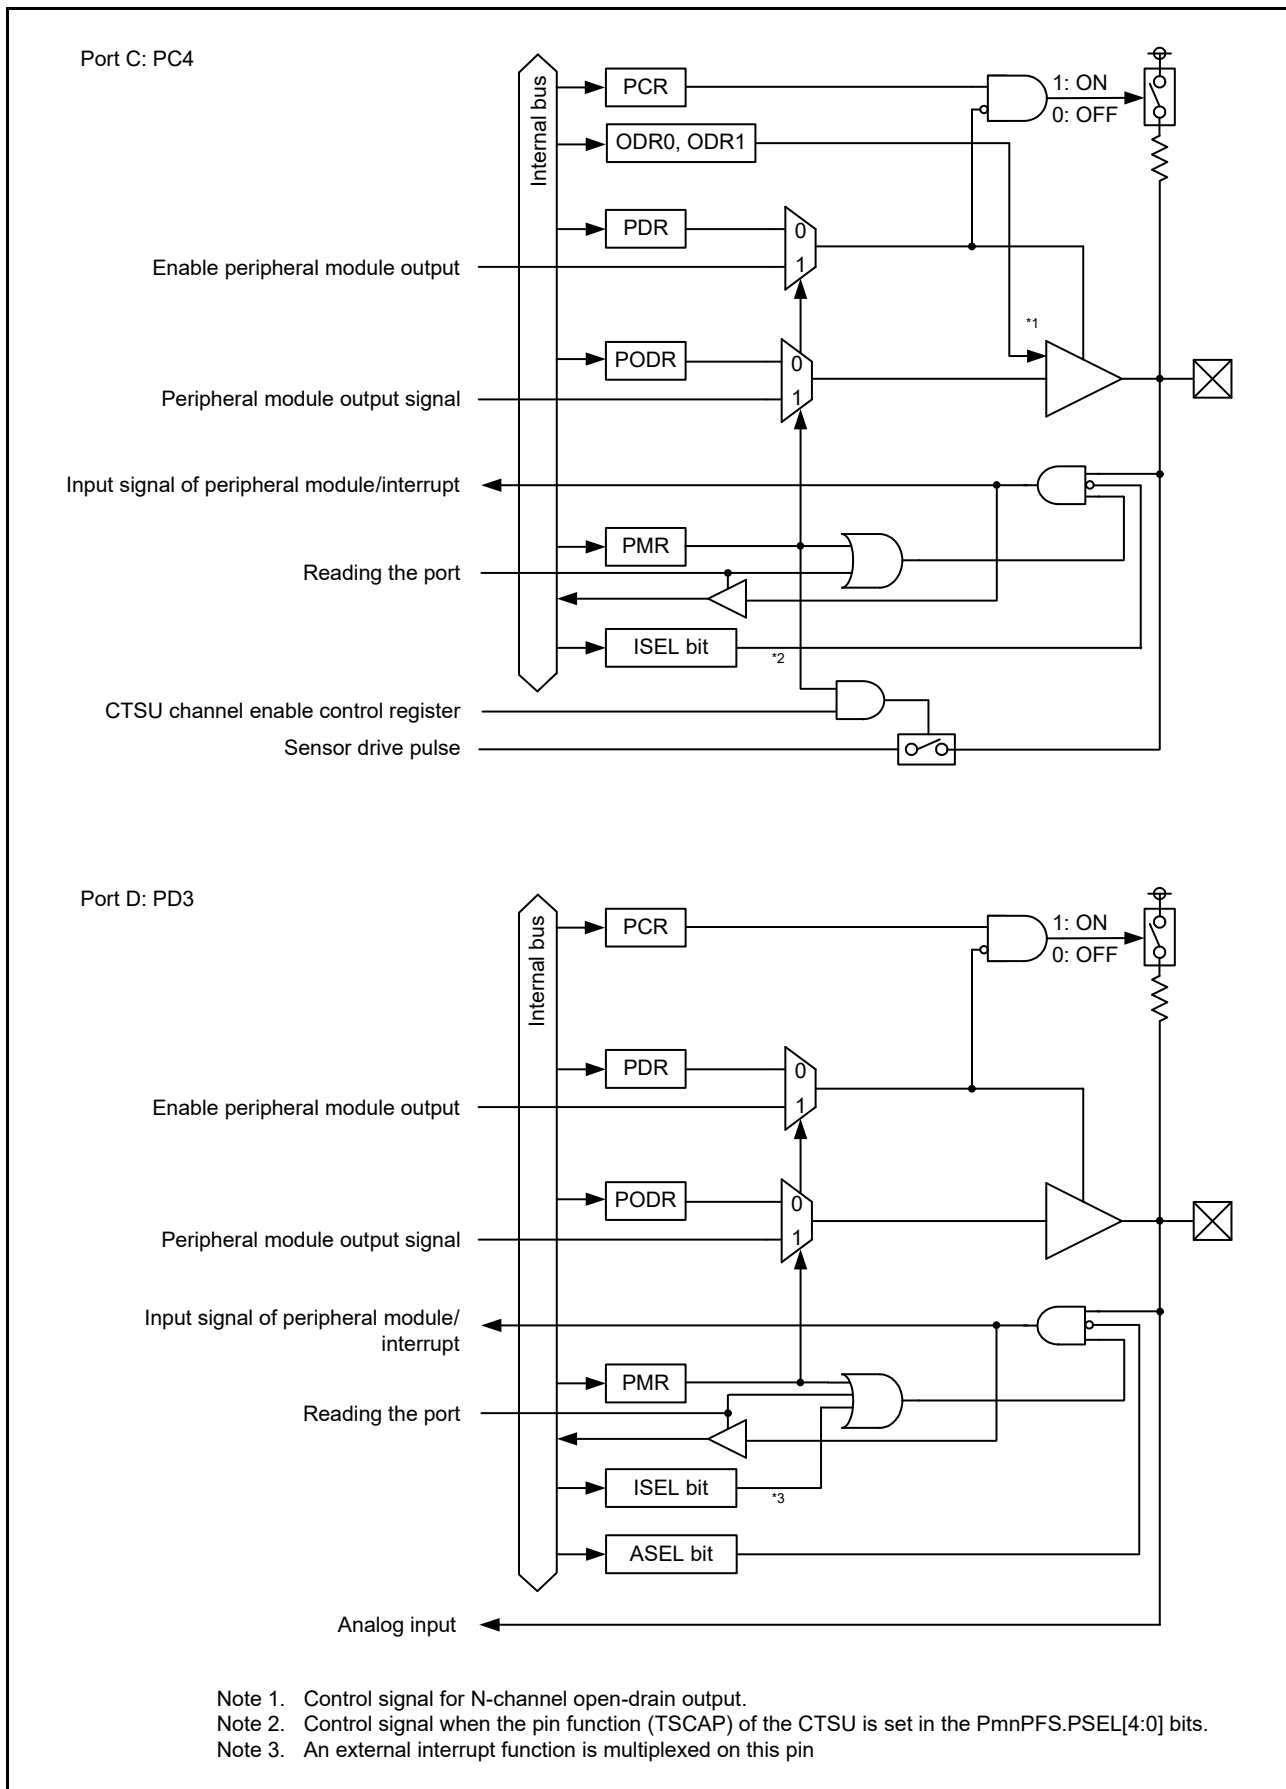 Port C: PC4
Internal bus
PCR
1: ON
0: OFF
ODR0, ODR1
PDR
0
Enable peripheral module output
1
*1
PODR
0
Peripheral module output signal
1
Input signal of peripheral module/interrupt
PMR
Reading the port
ISEL bit
*2
CTSU channel enable control register
Sensor drive pulse
Port D: PD3
Internal bus
PCR
1: ON
0: OFF
PDR
0
Enable peripheral module output
1
PODR
0
Peripheral module output signal
1
Input signal of peripheral module/
interrupt
PMR
Reading the port
ISEL bit
*3
ASEL bit
Analog input
Note 1. Control signal for N-channel open-drain output.
Note 2. Control signal when the pin function (TSCAP) of the CTSU is set in the PmnPFS.PSEL[4:0] bits.
Note 3. An external interrupt function is multiplexed on this pin